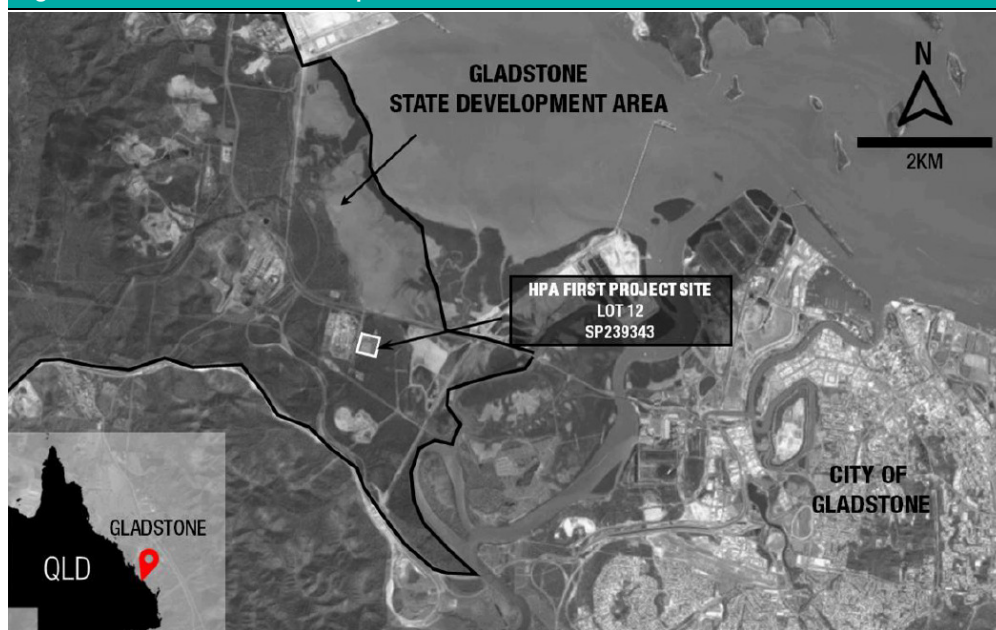 GLADSTONE
STATE DEVELOPMENT AREA
N
2KM
HPA FIRST PROJECT SITE
LOT 12
SP239343
CITY OF
GLADSTONE
GLADSTONE
QLD